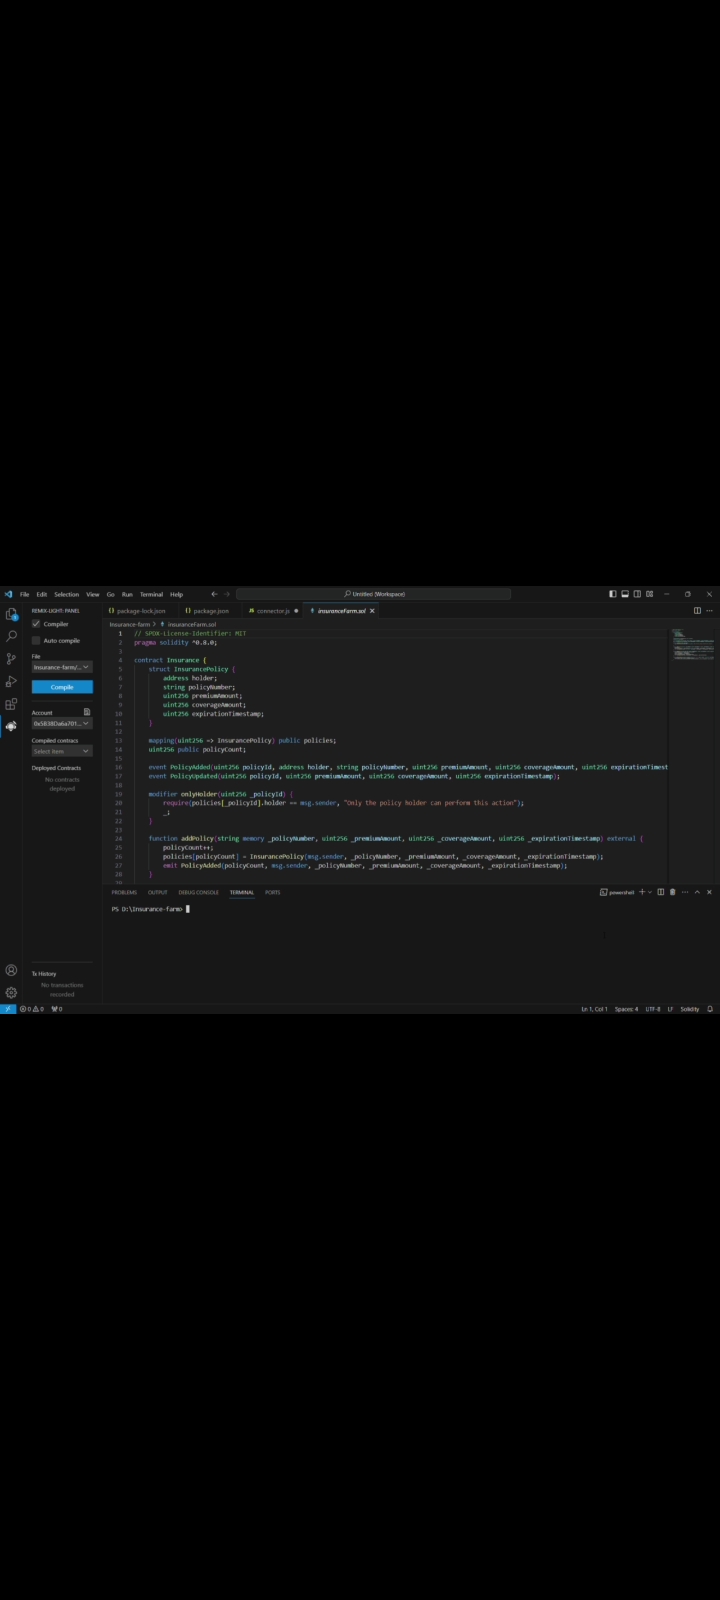 File Edit Selection View Go Run Terminal Help
Untitled (Workspace)
REMIX-LIGHT: PANEL
Compiler
Auto compile
File
Insurance-farm/...
Compile
Account
0x5B38Da6a701...
Compiled contracs
Select Item
Deployed Contracts
No contracts
deployed
Tx History
No transactions
recorded
package-lock.json
package.json
JS connector.js
insuranceFarm.sol
Insurance-farm > insuranceFarm.sol
1 // SPDX-License-Identifier: MIT
2 pragma solidity ^0.8.0;
3
4 contract Insurance {
5 struct InsurancePolicy {
6 address holder;
7 string policyNumber;
8 uint256 premiumAmount;
9 uint256 coverageAmount;
10 uint256 expirationTimestamp;
11 }
12
13 mapping(uint256 => InsurancePolicy) public policies;
14 uint256 public policyCount;
15
16 event PolicyAdded(uint256 policyId, address holder, string policyNumber, uint256 premiumAmount, uint256 coverageAmount, uint256 expirationTimest
17 event PolicyUpdated(uint256 policyId, uint256 premiumAmount, uint256 coverageAmount, uint256 expirationTimestamp);
18
19 modifier onlyHolder(uint256 _policyId) {
20 require(policies[_policyId].holder == msg.sender, "Only the policy holder can perform this action");
21 _;
22 }
23
24 function addPolicy(string memory _policyNumber, uint256 _premiumAmount, uint256 _coverageAmount, uint256 _expirationTimestamp) external {
25 policyCount++;
26 policies[policyCount] = InsurancePolicy(msg.sender, _policyNumber, _premiumAmount, _coverageAmount, _expirationTimestamp);
27 emit PolicyAdded(policyCount, msg.sender, _policyNumber, _premiumAmount, _coverageAmount, _expirationTimestamp);
28 }
PROBLEMS OUTPUT DEBUG CONSOLE TERMINAL PORTS
powershell
PS D:\Insurance-farm>
0 0 0
Ln 1, Col 1 Spaces: 4 UTF-8 LF Solidity